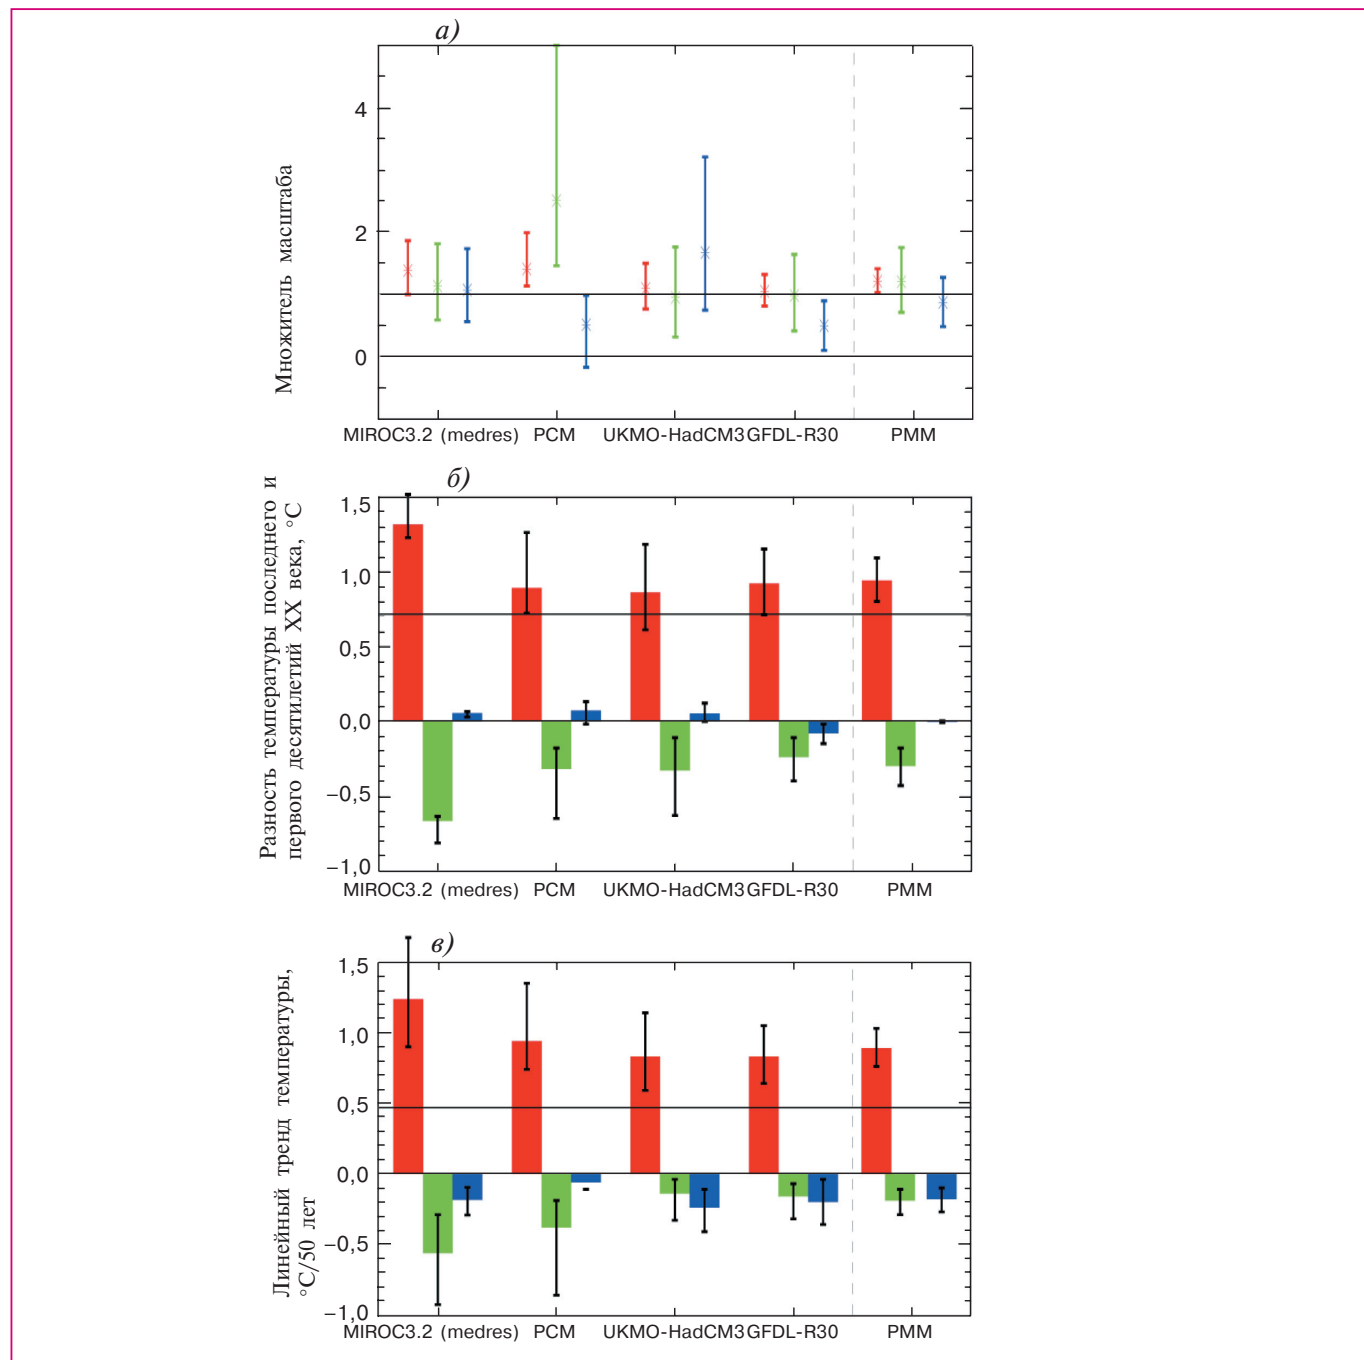 а)
Множитель масштаба
4
2
0
MIROC3.2 (medres) PCM UKMO-HadCM3 GFDL-R30 PMM
б)
Разность температуры последнего и
первого десятилетий XX века, °C
1,5
1,0
0,5
0,0
−0,5
−1,0
MIROC3.2 (medres) PCM UKMO-HadCM3 GFDL-R30 PMM
в)
Линейный тренд температуры,
°C/50 лет
1,5
1,0
0,5
0,0
−0,5
−1,0
MIROC3.2 (medres) PCM UKMO-HadCM3 GFDL-R30 PMM